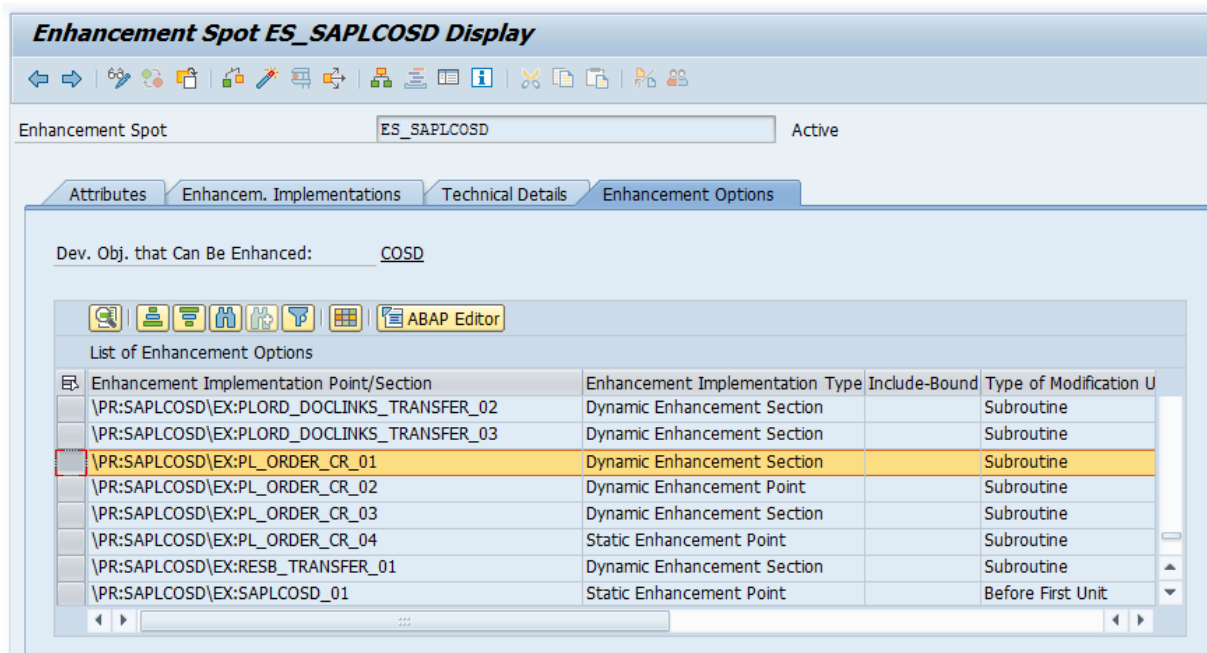 Enhancement Spot ES_SAPLCOSD Display
Enhancement Spot ES_SAPLCOSD Active
Attributes Enhancem. Implementations Technical Details Enhancement Options
Dev. Obj. that Can Be Enhanced: COSD
ABAP Editor
List of Enhancement Options
Enhancement Implementation Point/Section Enhancement Implementation Type Include-Bound Type of Modification U
\PR:SAPLCOSD\EX:PLORD_DOCLINKS_TRANSFER_02 Dynamic Enhancement Section Subroutine
\PR:SAPLCOSD\EX:PLORD_DOCLINKS_TRANSFER_03 Dynamic Enhancement Section Subroutine
\PR:SAPLCOSD\EX:PL_ORDER_CR_01 Dynamic Enhancement Section Subroutine
\PR:SAPLCOSD\EX:PL_ORDER_CR_02 Dynamic Enhancement Point Subroutine
\PR:SAPLCOSD\EX:PL_ORDER_CR_03 Dynamic Enhancement Section Subroutine
\PR:SAPLCOSD\EX:PL_ORDER_CR_04 Static Enhancement Point Subroutine
\PR:SAPLCOSD\EX:RESB_TRANSFER_01 Dynamic Enhancement Section Subroutine
\PR:SAPLCOSD\EX:SAPLCOSD_01 Static Enhancement Point Before First Unit